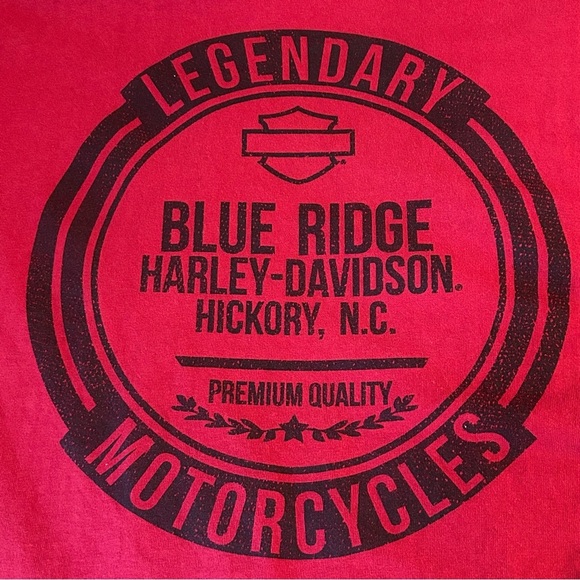 LEGENDARY
BLUE RIDGE
HARLEY-DAVIDSON®
HICKORY, N.C.
PREMIUM QUALITY
MOTORCYCLES